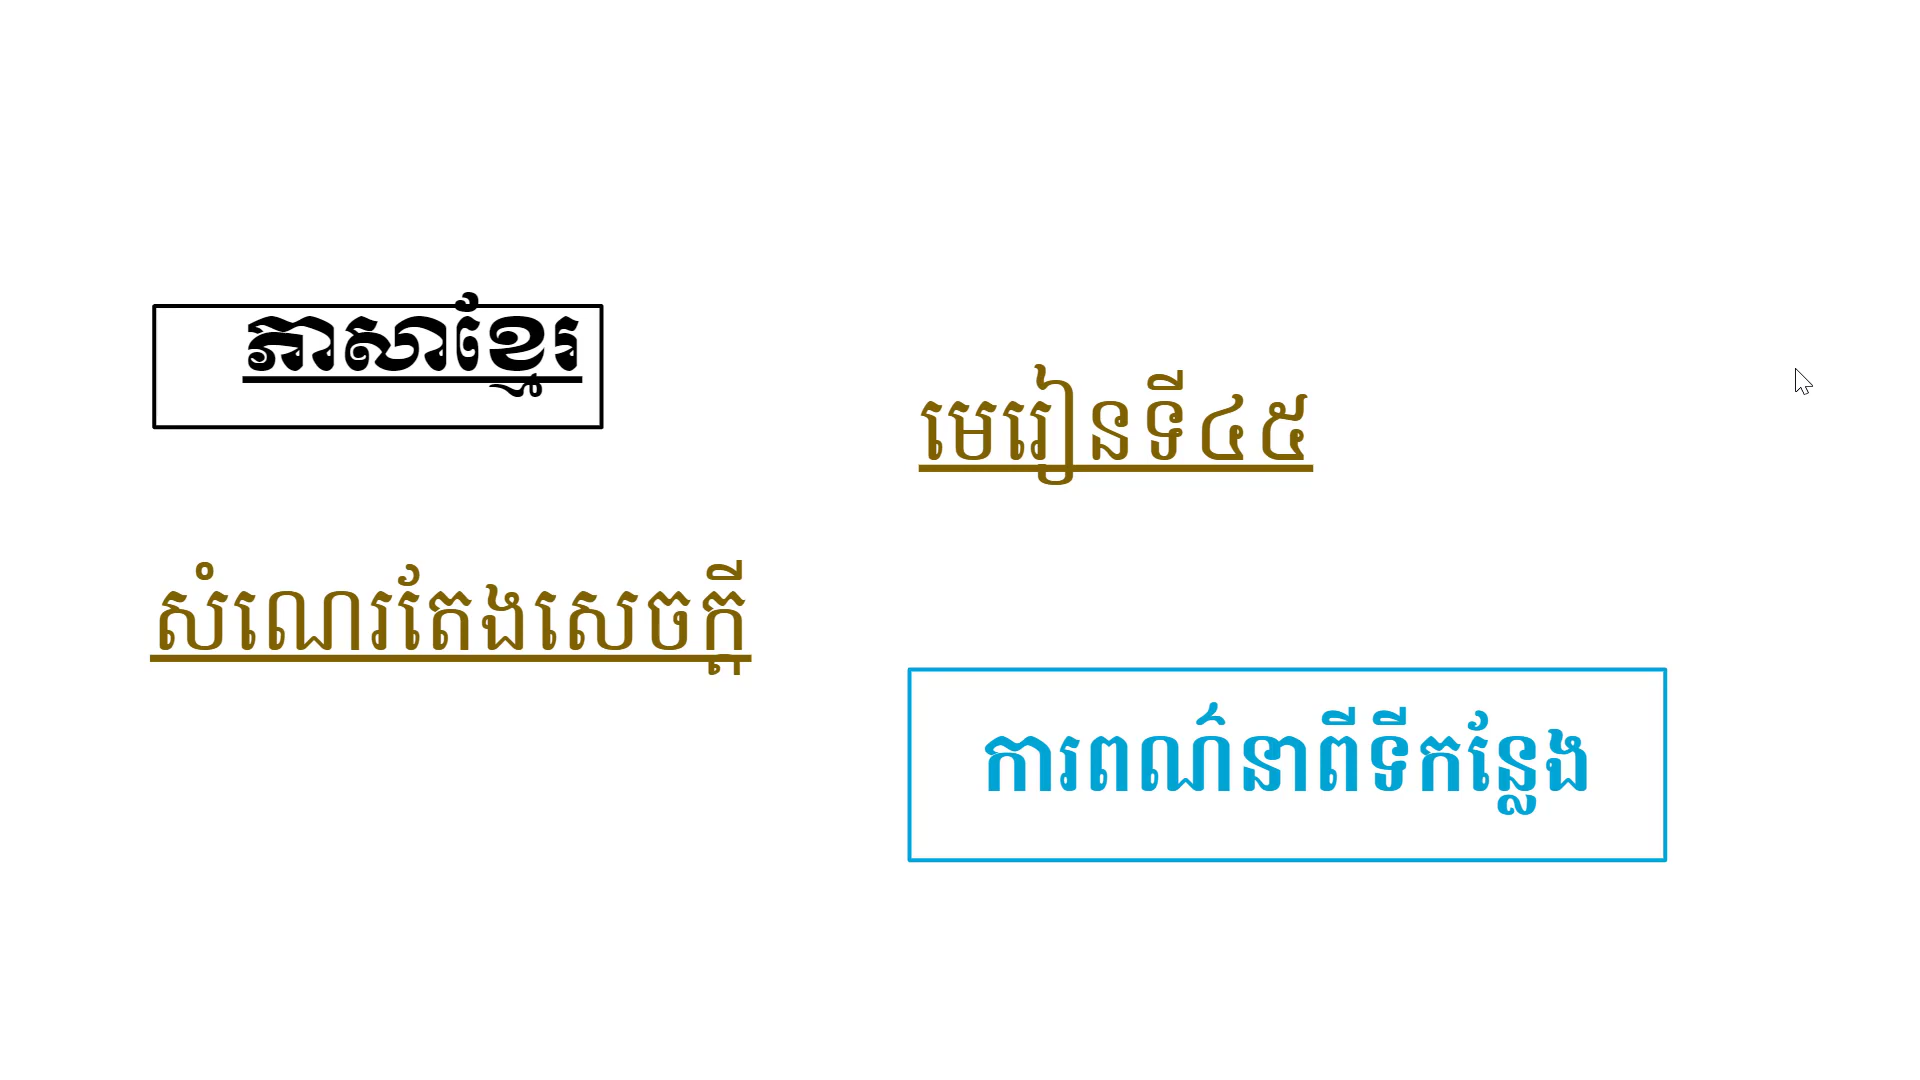 ភាសាខ្មែរ
មេរៀនទី៤៥
សំណេរតែងសេចក្តី
ការពណ៌នាពីទីកន្លែង